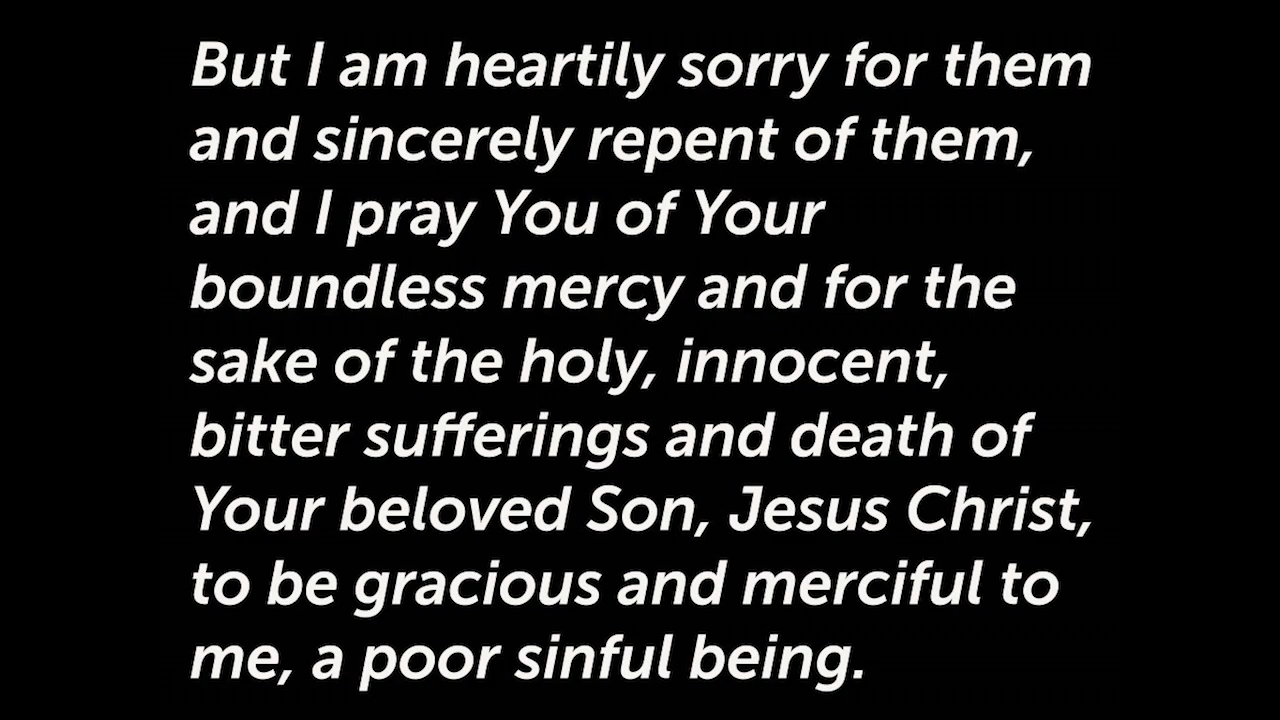 But I am heartily sorry for them
and sincerely repent of them,
and I pray You of Your
boundless mercy and for the
sake of the holy, innocent,
bitter sufferings and death of
Your beloved Son, Jesus Christ,
to be gracious and merciful to
me, a poor sinful being.